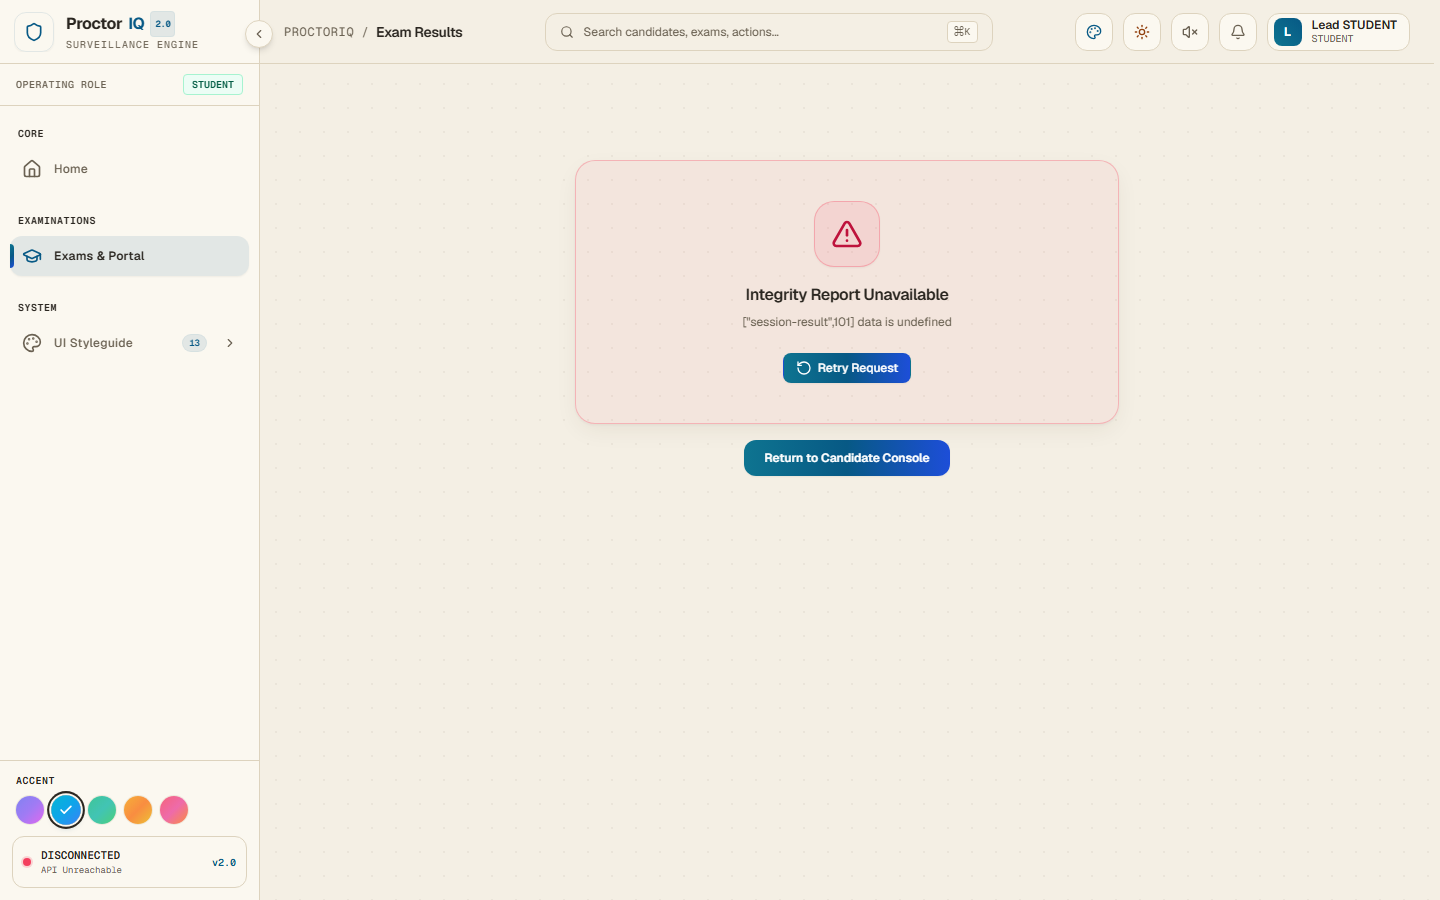 Proctor IQ 2.0
SURVEILLANCE ENGINE
OPERATING ROLE STUDENT
CORE
Home
EXAMINATIONS
Exams & Portal
SYSTEM
UI Styleguide 13
ACCENT
DISCONNECTED
API Unreachable
v2.0
PROCTORIQ / Exam Results
Search candidates, exams, actions... ⌘K
L
Lead STUDENT
STUDENT
Integrity Report Unavailable
["session-result",101] data is undefined
Retry Request
Return to Candidate Console